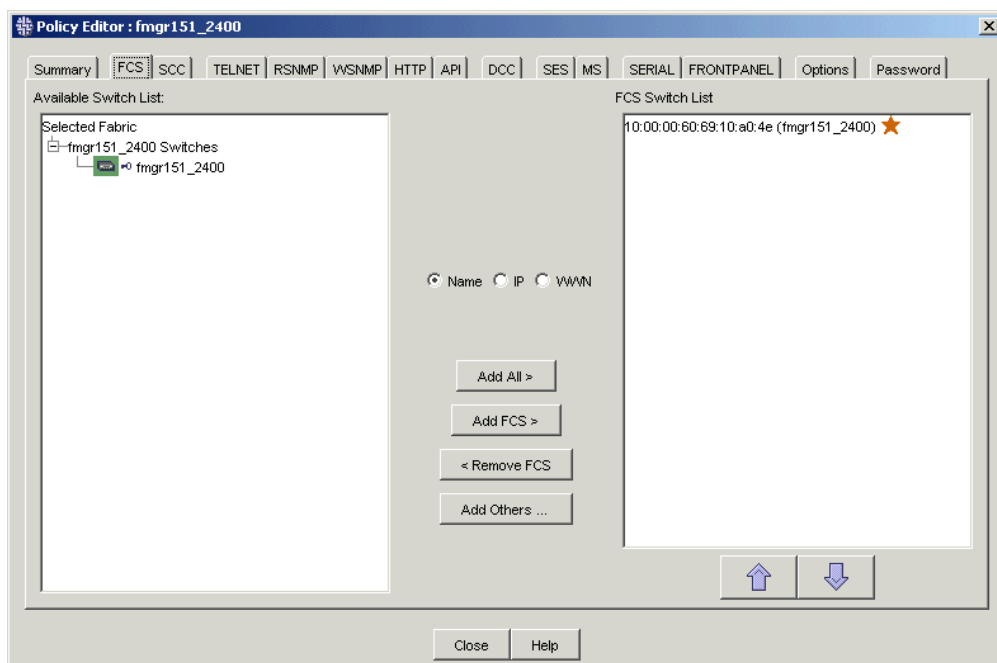 Policy Editor : fmgr151_2400
Summary FCS SCC TELNET RSNMP WSNMP HTTP API DCC SES MS SERIAL FRONTPANEL Options Password
Available Switch List:
FCS Switch List
Selected Fabric
fmgr151_2400 Switches
fmgr151_2400
10:00:00:60:69:10:a0:4e (fmgr151_2400)
Name IP WWN
Add All >
Add FCS >
< Remove FCS
Add Others ...
Close Help